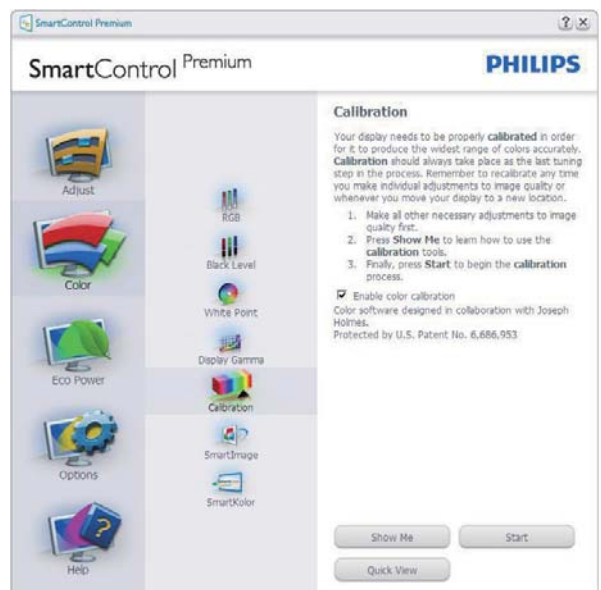 SmartControl Premium
SmartControl Premium
PHILIPS
Adjust
Color
Eco Power
Options
Help
RGB
Black Level
White Point
Display Gamma
Calibration
SmartImage
SmartKolor
Calibration
Your display needs to be properly calibrated in order
for it to produce the widest range of colors accurately.
Calibration should always take place as the last tuning
step in the process. Remember to recalibrate any time
you make individual adjustments to image quality or
whenever you move your display to a new location.
1. Make all other necessary adjustments to image
quality first.
2. Press Show Me to learn how to use the
calibration tools.
3. Finally, press Start to begin the calibration
process.
Enable color calibration
Color software designed in collaboration with Joseph
Holmes.
Protected by U.S. Patent No. 6,686,953
Show Me
Start
Quick View